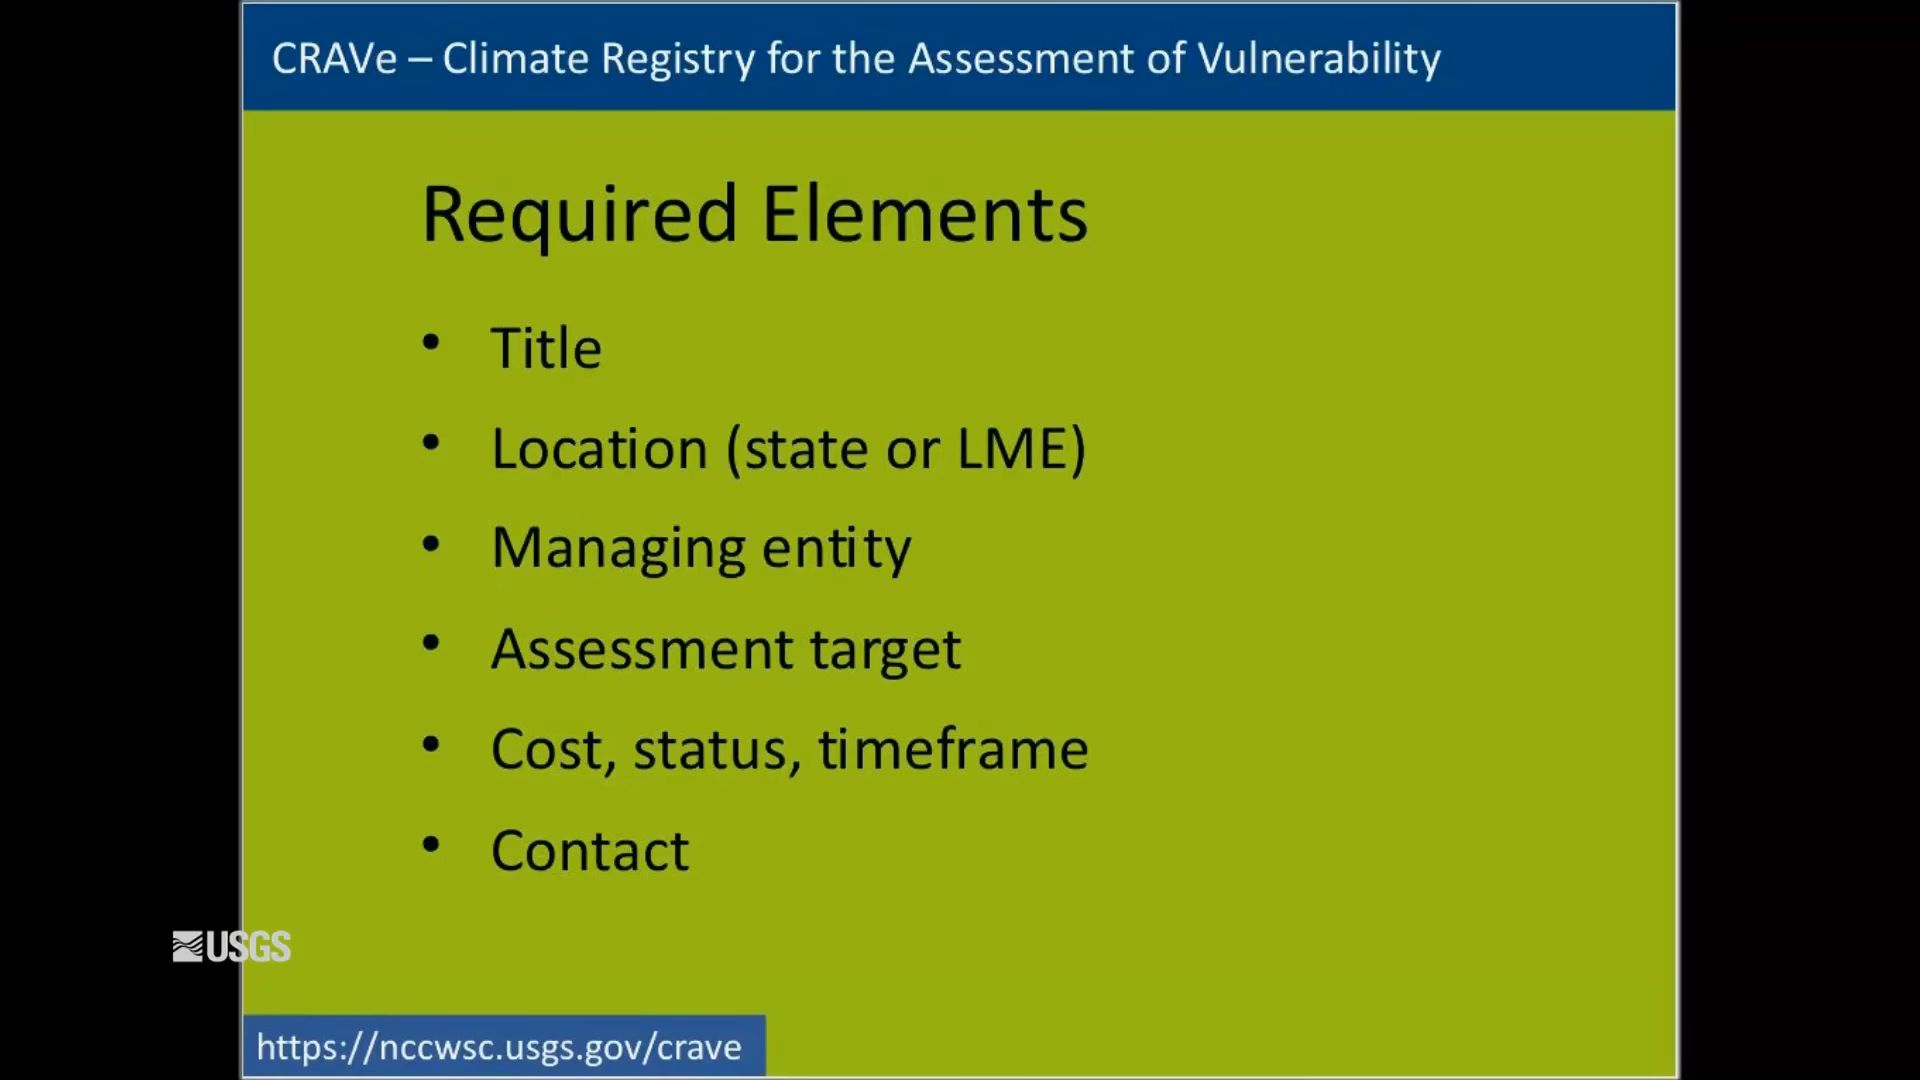 CRAVe – Climate Registry for the Assessment of Vulnerability
Required Elements
• Title
• Location (state or LME)
• Managing entity
• Assessment target
• Cost, status, timeframe
• Contact
USGS
https://nccwsc.usgs.gov/crave